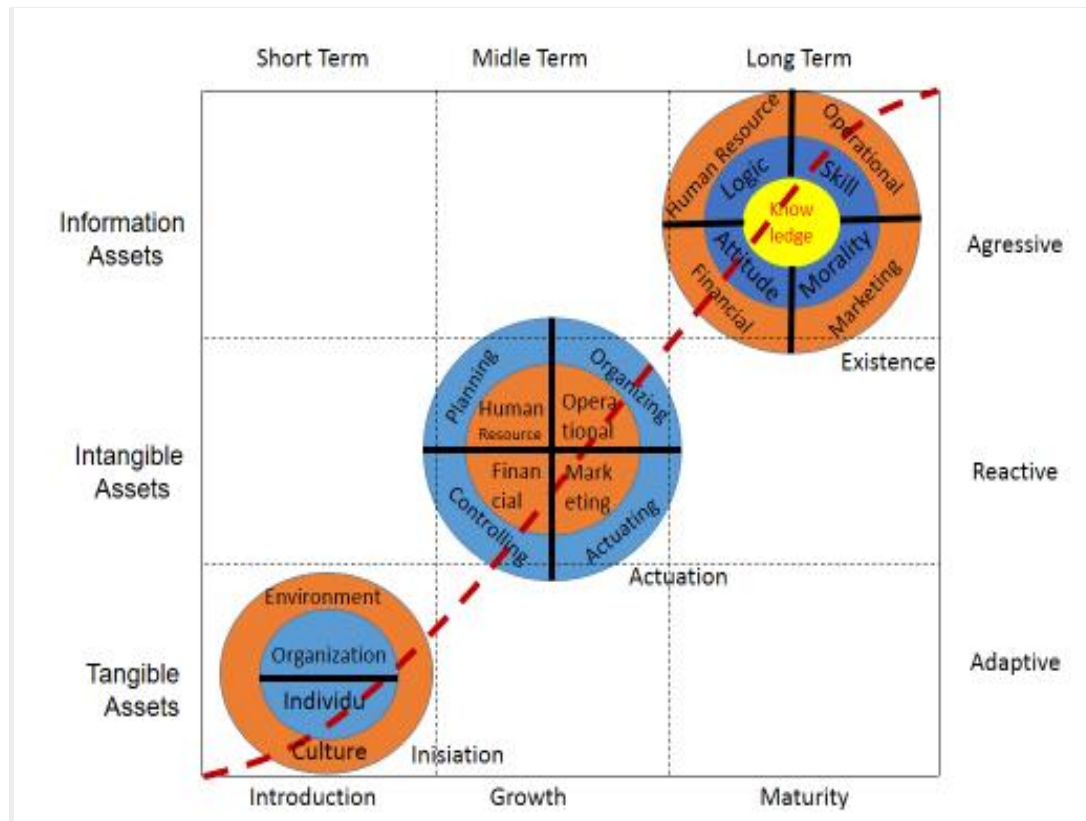 Short Term
Midle Term
Long Term
Information
Assets
Human Resource
Operational
Logic
Skill
Know
ledge
Attitude
Morality
Financial
Marketing
Agressive
Existence
Intangible
Assets
Planning
Organizing
Human
Resource
Opera
tional
Finan
cial
Mark
eting
Controlling
Actuating
Reactive
Actuation
Tangible
Assets
Environment
Organization
Individu
Culture
Adaptive
Inisiation
Introduction
Growth
Maturity